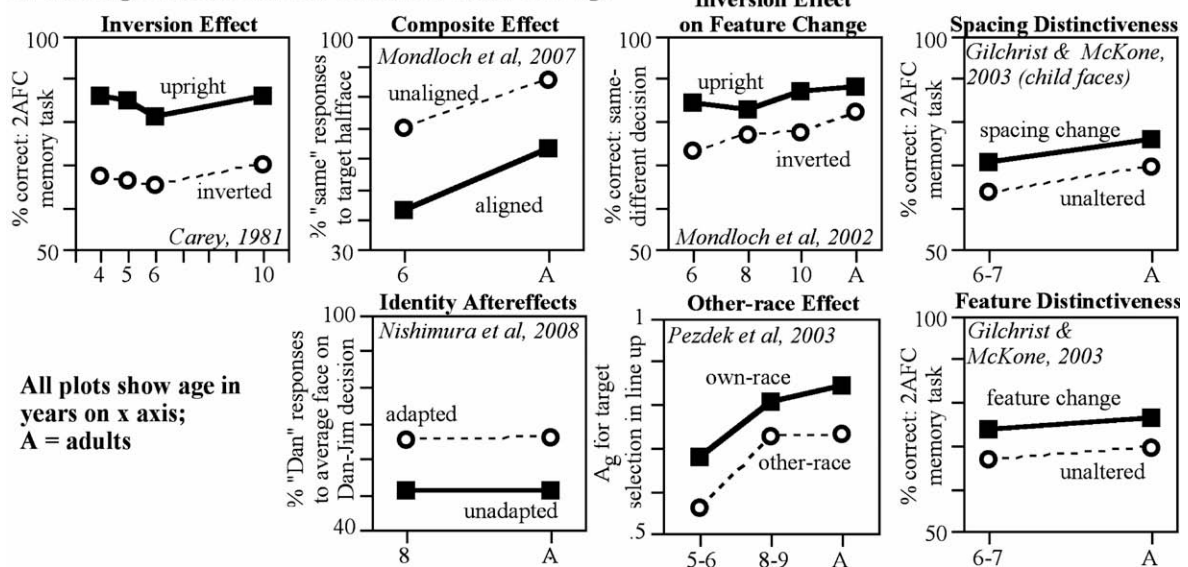 Inversion Effect
100
% correct: 2AFC
memory task
upright
inverted
Carey, 1981
50
4 5 6 10
Composite Effect
100
Mondloch et al, 2007
% "same" responses
to target halfface
unaligned
aligned
30
6 A
Inversion Effect
on Feature Change
100
% correct: same-
different decision
upright
inverted
Mondloch et al, 2002
50
6 8 10 A
Spacing Distinctiveness
100
Gilchrist & McKone,
2003 (child faces)
% correct: 2AFC
memory task
spacing change
unaltered
50
6-7 A
All plots show age in
years on x axis;
A = adults
Identity Aftereffects
100
Nishimura et al, 2008
% "Dan" responses
to average face on
Dan-Jim decision
adapted
unadapted
40
8 A
Other-race Effect
1
Pezdek et al, 2003
Ag for target
selection in line up
own-race
other-race
.5
5-6 8-9 A
Feature Distinctiveness
100
Gilchrist &
McKone, 2003
% correct: 2AFC
memory task
feature change
unaltered
50
6-7 A